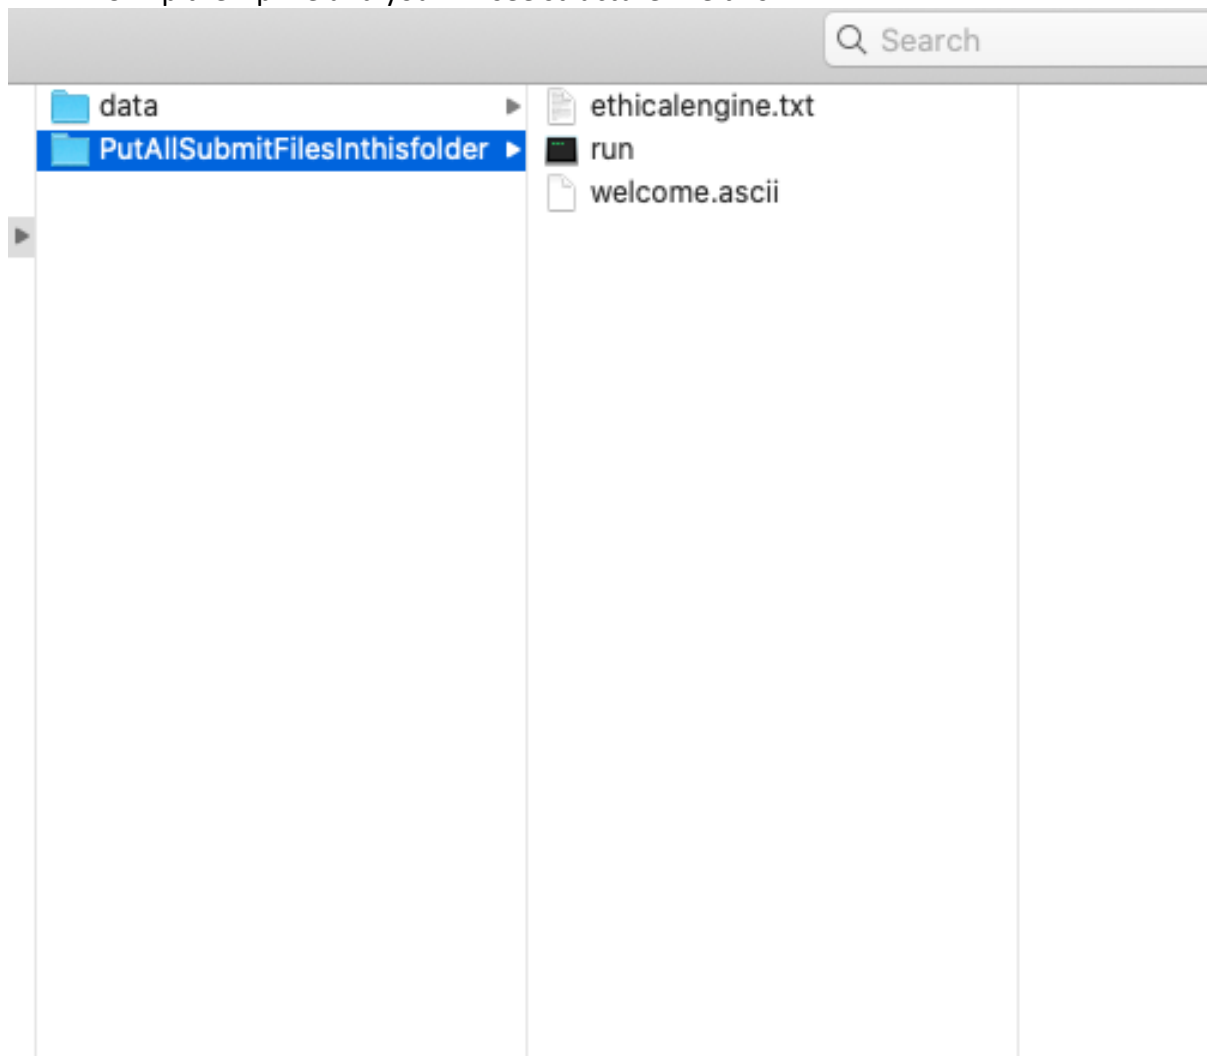 Search
data
PutAllSubmitFilesInthisfolder
ethicalengine.txt
run
welcome.ascii